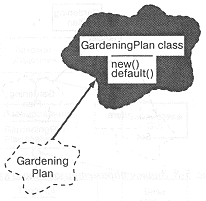 GardeningPlan class
new()
default()
Gardening
Plan